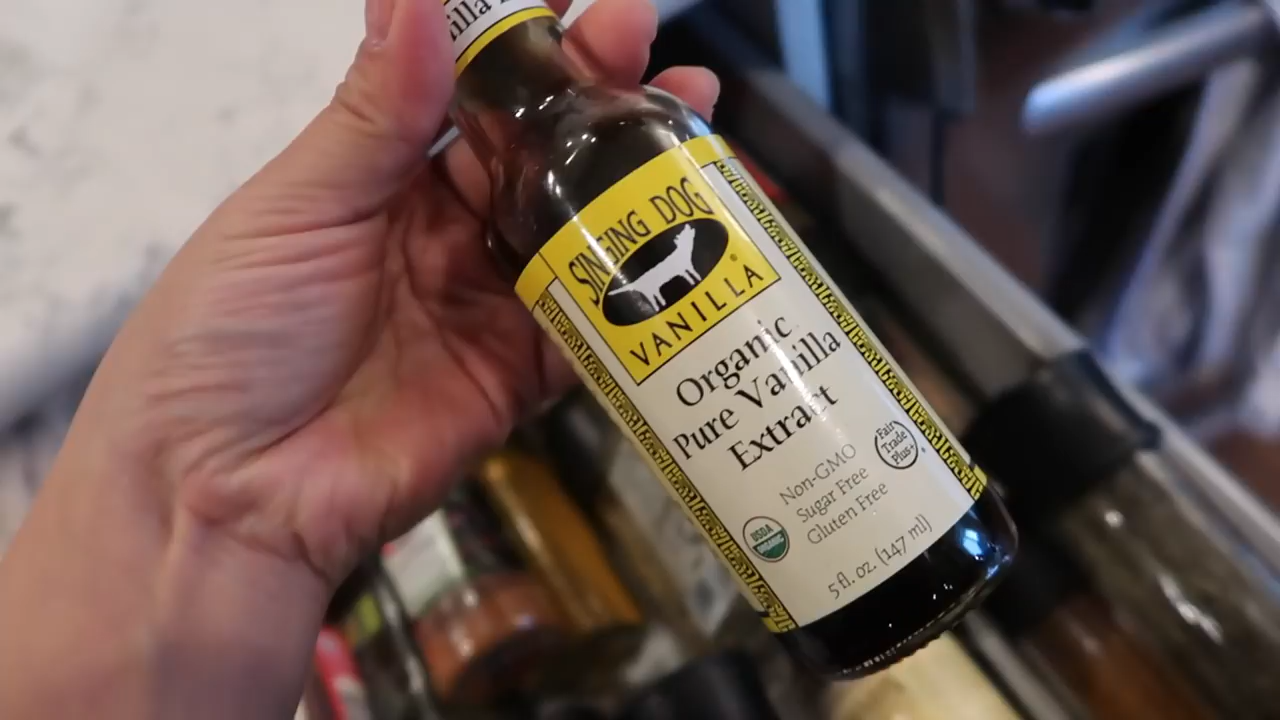 SINGING DOG
VANILLA
Organic
Pure Vanilla
Extract
Fair
Trade
Plus+
Non-GMO
Sugar Free
Gluten Free
USDA
ORGANIC
5 fl. oz. (147 ml)